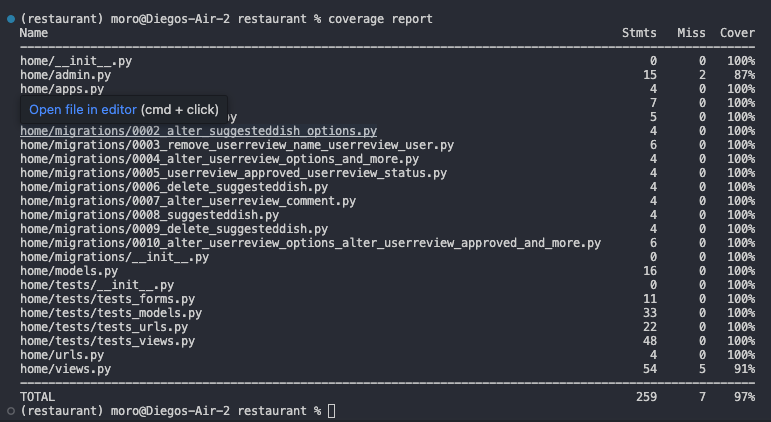 (restaurant) moro@Diegos-Air-2 restaurant % coverage report
Name Stmts Miss Cover
home/__init__.py 0 0 100%
home/admin.py 15 2 87%
home/apps.py 4 0 100%
7 0 100%
Open file in editor (cmd + click)
py 5 0 100%
home/migrations/0002_alter_suggesteddish_options.py 4 0 100%
home/migrations/0003_remove_userreview_name_userreview_user.py 6 0 100%
home/migrations/0004_alter_userreview_options_and_more.py 4 0 100%
home/migrations/0005_userreview_approved_userreview_status.py 4 0 100%
home/migrations/0006_delete_suggesteddish.py 4 0 100%
home/migrations/0007_alter_userreview_comment.py 4 0 100%
home/migrations/0008_suggesteddish.py 4 0 100%
home/migrations/0009_delete_suggesteddish.py 4 0 100%
home/migrations/0010_alter_userreview_options_alter_userreview_approved_and_more.py 6 0 100%
home/migrations/__init__.py 0 0 100%
home/models.py 16 0 100%
home/tests/__init__.py 0 0 100%
home/tests/tests_forms.py 11 0 100%
home/tests/tests_models.py 33 0 100%
home/tests/tests_urls.py 22 0 100%
home/tests/tests_views.py 48 0 100%
home/urls.py 4 0 100%
home/views.py 54 5 91%
TOTAL 259 7 97%
(restaurant) moro@Diegos-Air-2 restaurant %